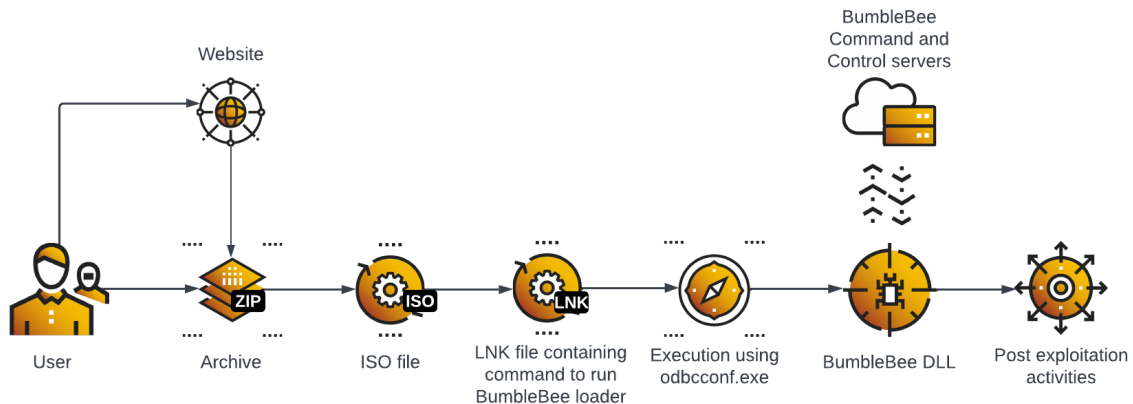 BumbleBee
Command and
Control servers
Website
ZIP
ISO
LNK
User
Archive
ISO file
LNK file containing
command to run
BumbleBee loader
Execution using
odbcconf.exe
BumbleBee DLL
Post exploitation
activities